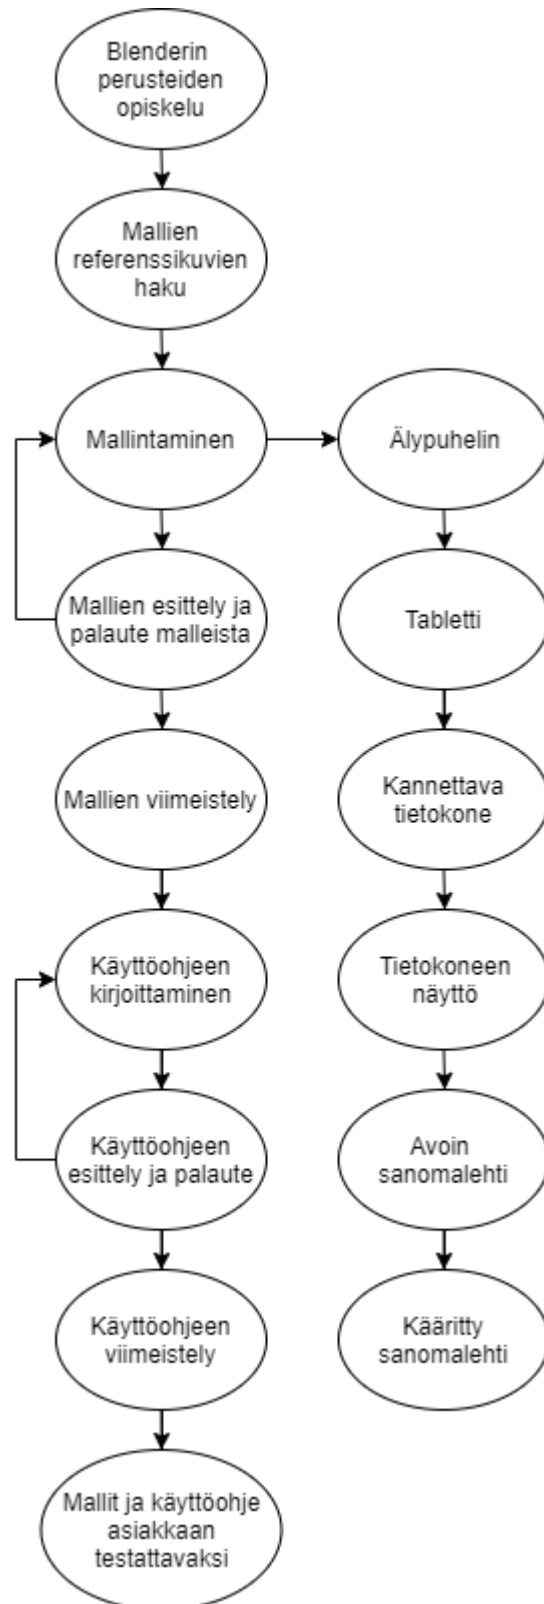 Blenderin
perusteiden
opiskelu
Mallien
referenssikuvien
haku
Mallintaminen
Älypuhelin
Mallien esittely ja
palaute malleista
Tabletti
Mallien viimeistely
Kannettava
tietokone
Käyttöohjeen
kirjoittaminen
Tietokoneen
näyttö
Käyttöohjeen
esittely ja palaute
Avoin
sanomalehti
Käyttöohjeen
viimeistely
Kääritty
sanomalehti
Mallit ja käyttöohje
asiakkaan
testattavaksi